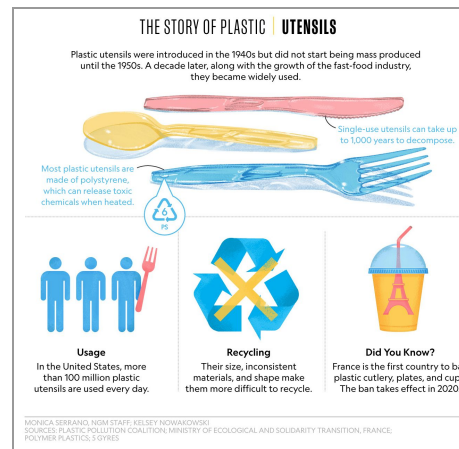 THE STORY OF PLASTIC | UTENSILS
Plastic utensils were introduced in the 1940s but did not start being mass produced
until the 1950s. A decade later, along with the growth of the fast-food industry,
they became widely used.
Single-use utensils can take up
to 1,000 years to decompose.
Most plastic utensils are
made of polystyrene,
which can release toxic
chemicals when heated.
6
PS
Usage
In the United States, more
than 100 million plastic
utensils are used every day.
Recycling
Their size, inconsistent
materials, and shape make
them more difficult to recycle.
Did You Know?
France is the first country to ba
plastic cutlery, plates, and cup
The ban takes effect in 2020
MONICA SERRANO, NGM STAFF; KELSEY NOWAKOWSKI
SOURCES: PLASTIC POLLUTION COALITION; MINISTRY OF ECOLOGICAL AND SOLIDARITY TRANSITION, FRANCE;
POLYMER PLASTICS; 5 GYRES